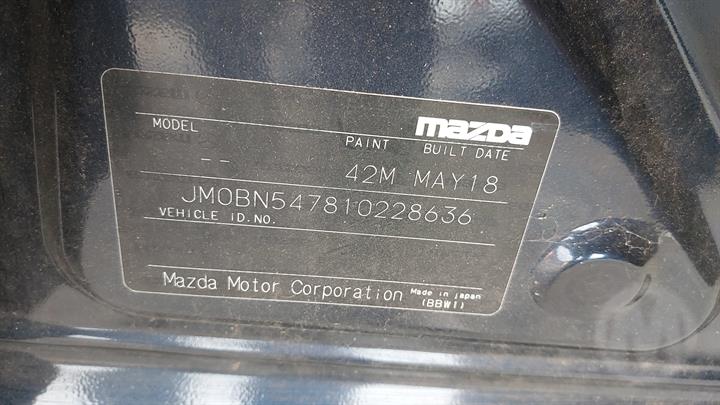 mazda
MODEL PAINT BUILT DATE
-- 42M MAY18
JM0BN547810228636
VEHICLE ID.NO.
Mazda Motor Corporation Made in japan
(BBW1)